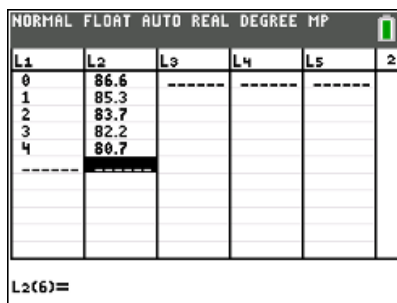 NORMAL FLOAT AUTO REAL DEGREE MP
L1 L2 L3 L4 L5 2
0 86.6 ------ ------ ------
1 85.3
2 83.7
3 82.2
4 80.7
------ ------
L2(6)=